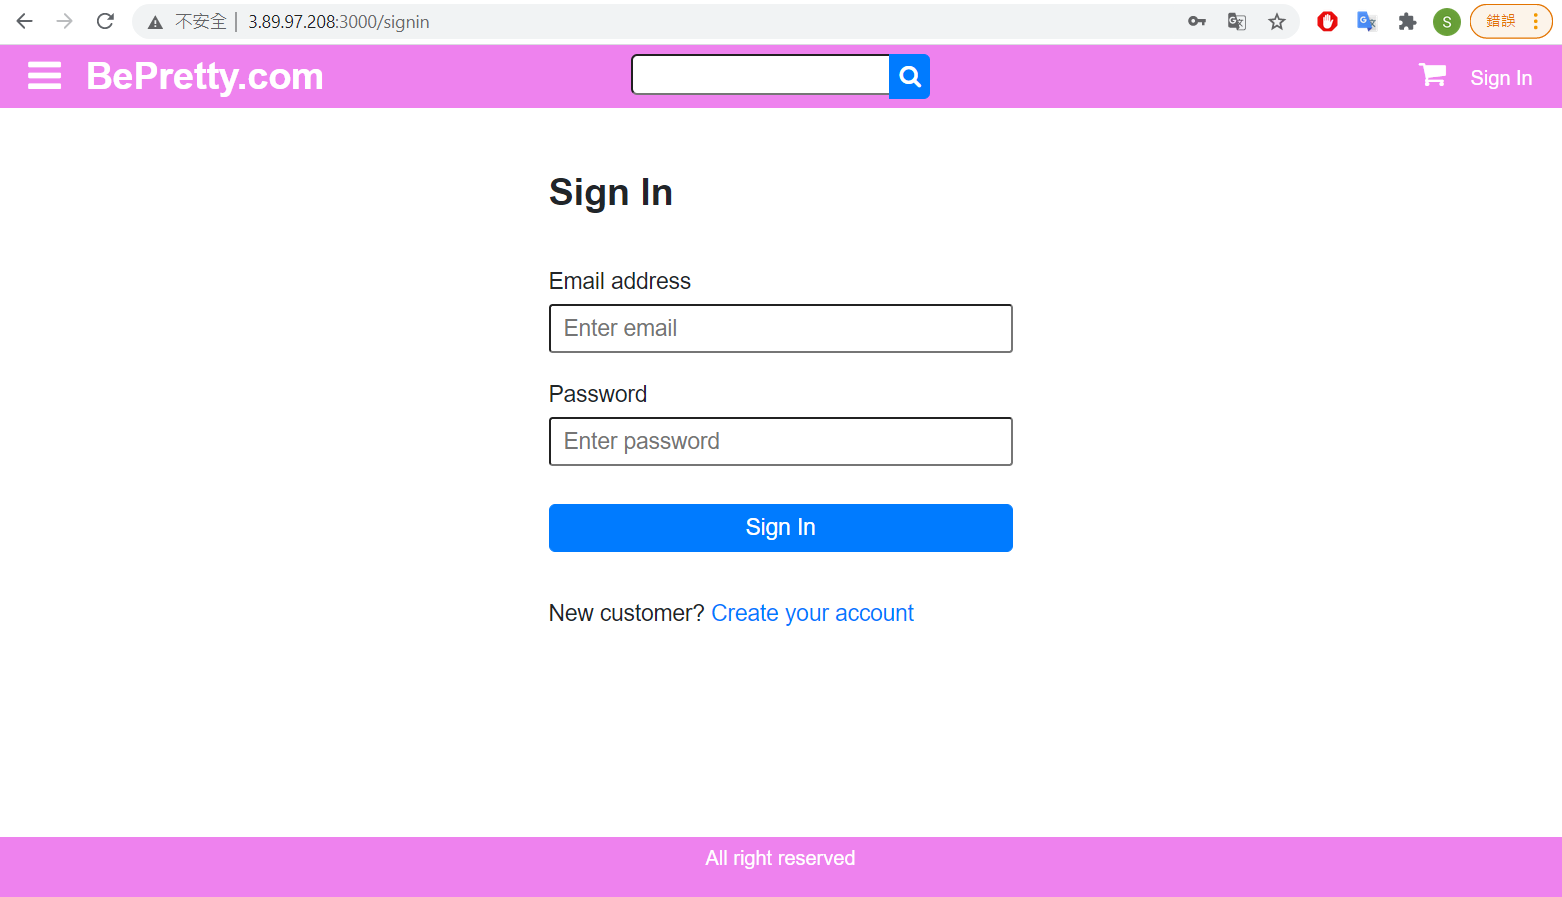 不安全 3.89.97.208:3000/signin S 錯誤
BePretty.com Sign In
Sign In
Email address
Enter email
Password
Enter password
Sign In
New customer? Create your account
All right reserved